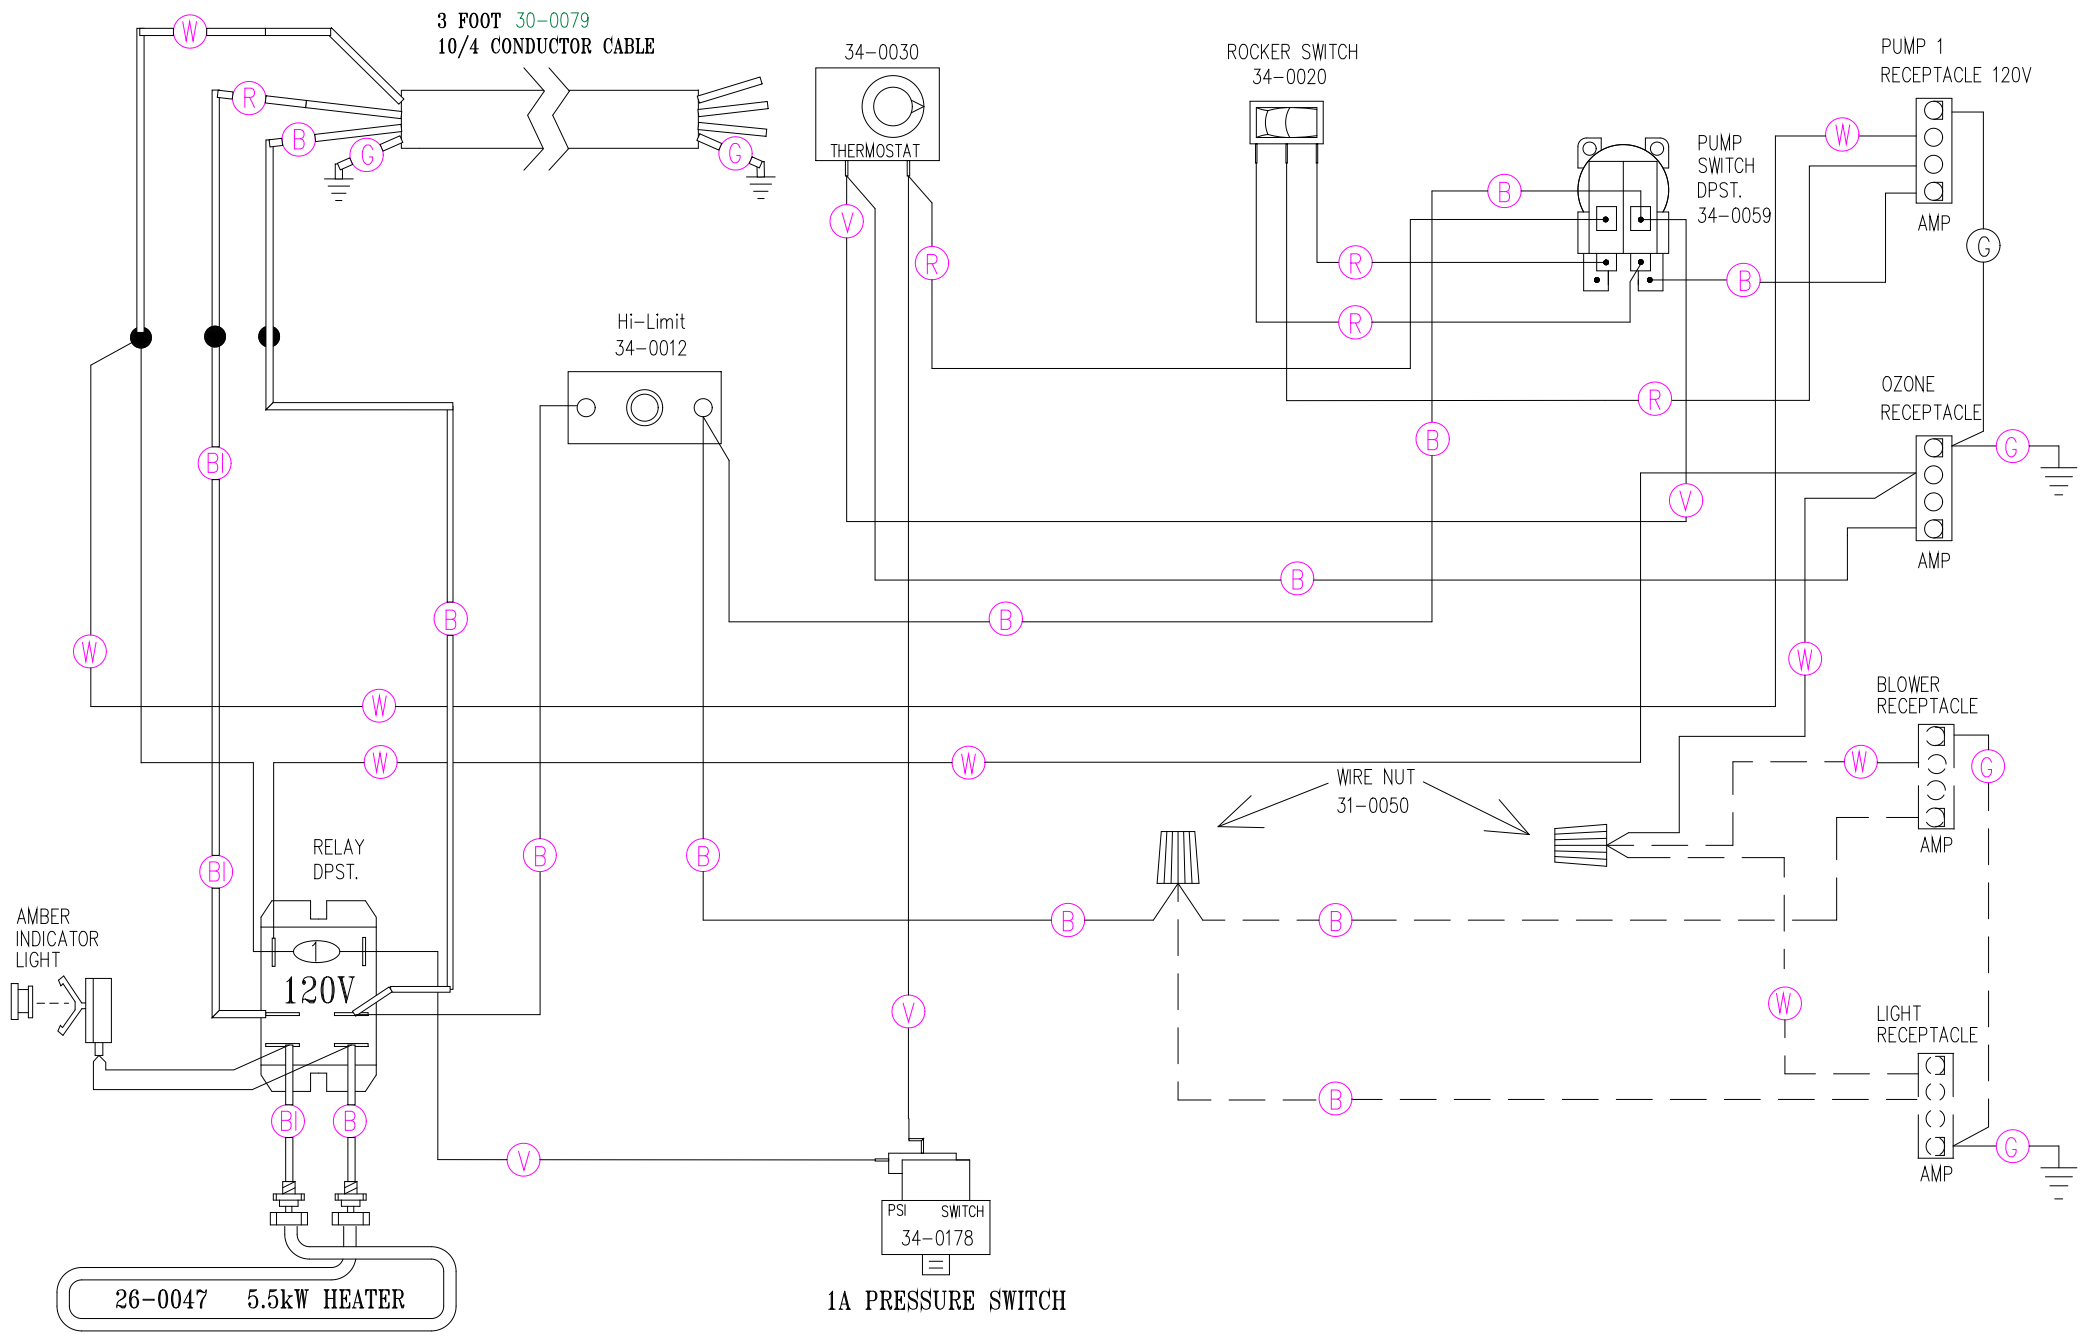 3 FOOT 30-0079
10/4 CONDUCTOR CABLE
W
R
B
G
G
34-0030
THERMOSTAT
V
R
ROCKER SWITCH
34-0020
R
R
R
B
PUMP
SWITCH
DPST.
34-0059
B
PUMP 1
RECEPTACLE 120V
W
AMP
G
Hi-Limit
34-0012
OZONE
RECEPTACLE
G
AMP
BI
B
B
V
B
B
W
W
W
W
W
BLOWER
RECEPTACLE
W
G
AMP
WIRE NUT
31-0050
RELAY
DPST.
BI
B
B
AMBER
INDICATOR
LIGHT
1
120V
B
B
W
V
LIGHT
RECEPTACLE
B
G
AMP
BI
B
V
PSI SWITCH
34-0178
1A PRESSURE SWITCH
26-0047 5.5kW HEATER